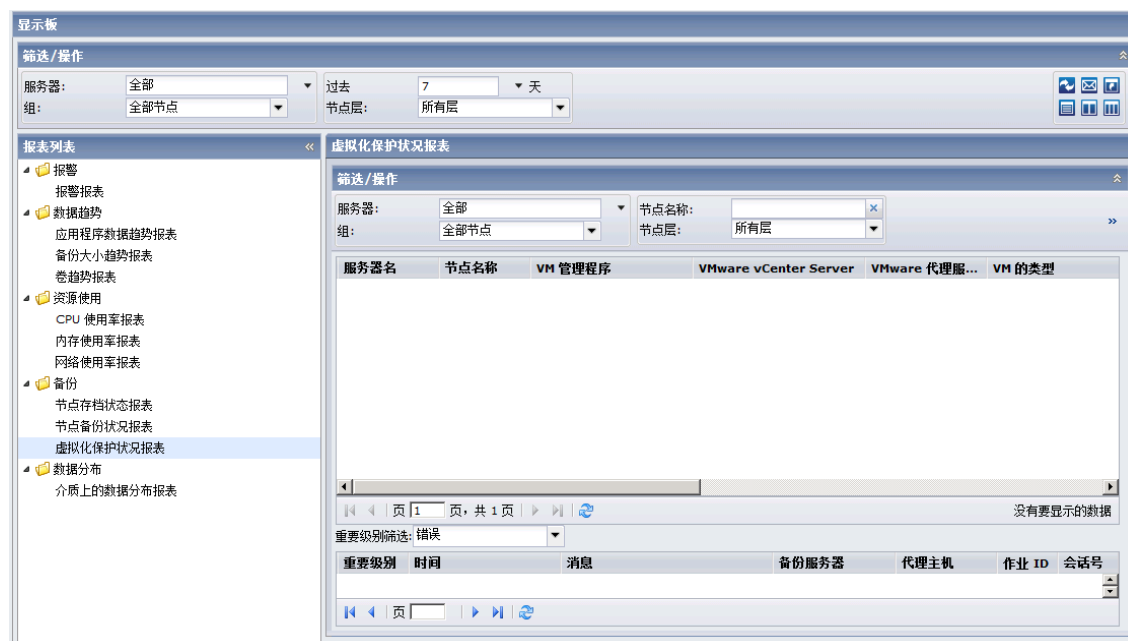 显示板
筛选/操作
服务器: 全部 过去 7 天
组: 全部节点 节点层: 所有层
报表列表
报警
报警报表
数据趋势
应用程序数据趋势报表
备份大小趋势报表
卷趋势报表
资源使用
CPU 使用率报表
内存使用率报表
网络使用率报表
备份
节点存档状态报表
节点备份状况报表
虚拟化保护状况报表
数据分布
介质上的数据分布报表
虚拟化保护状况报表
筛选/操作
服务器: 全部 节点名称:
组: 全部节点 节点层: 所有层
服务器名 节点名称 VM 管理程序 VMware vCenter Server VMware 代理服... VM 的类型
页 1 页，共 1 页 没有要显示的数据
重要级别筛选: 错误
重要级别 时间 消息 备份服务器 代理主机 作业 ID 会话号
页